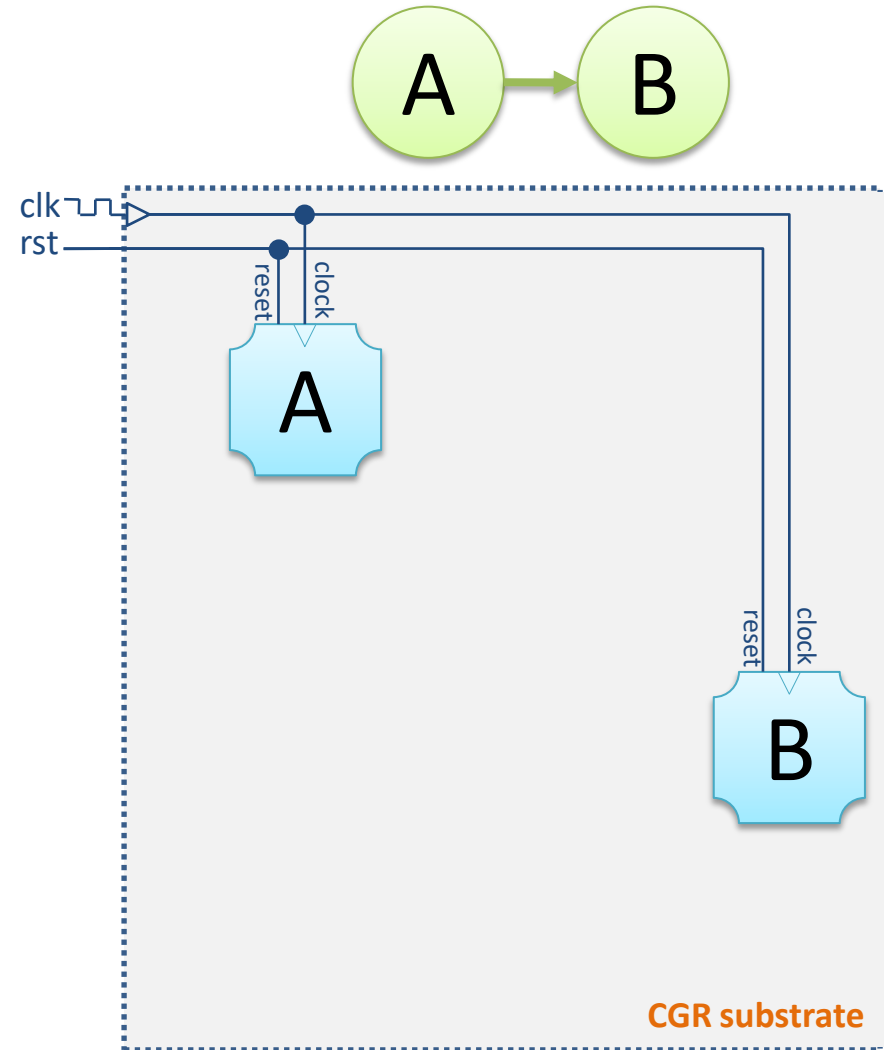 A
B
clk
rst
reset
clock
A
reset
clock
B
CGR substrate